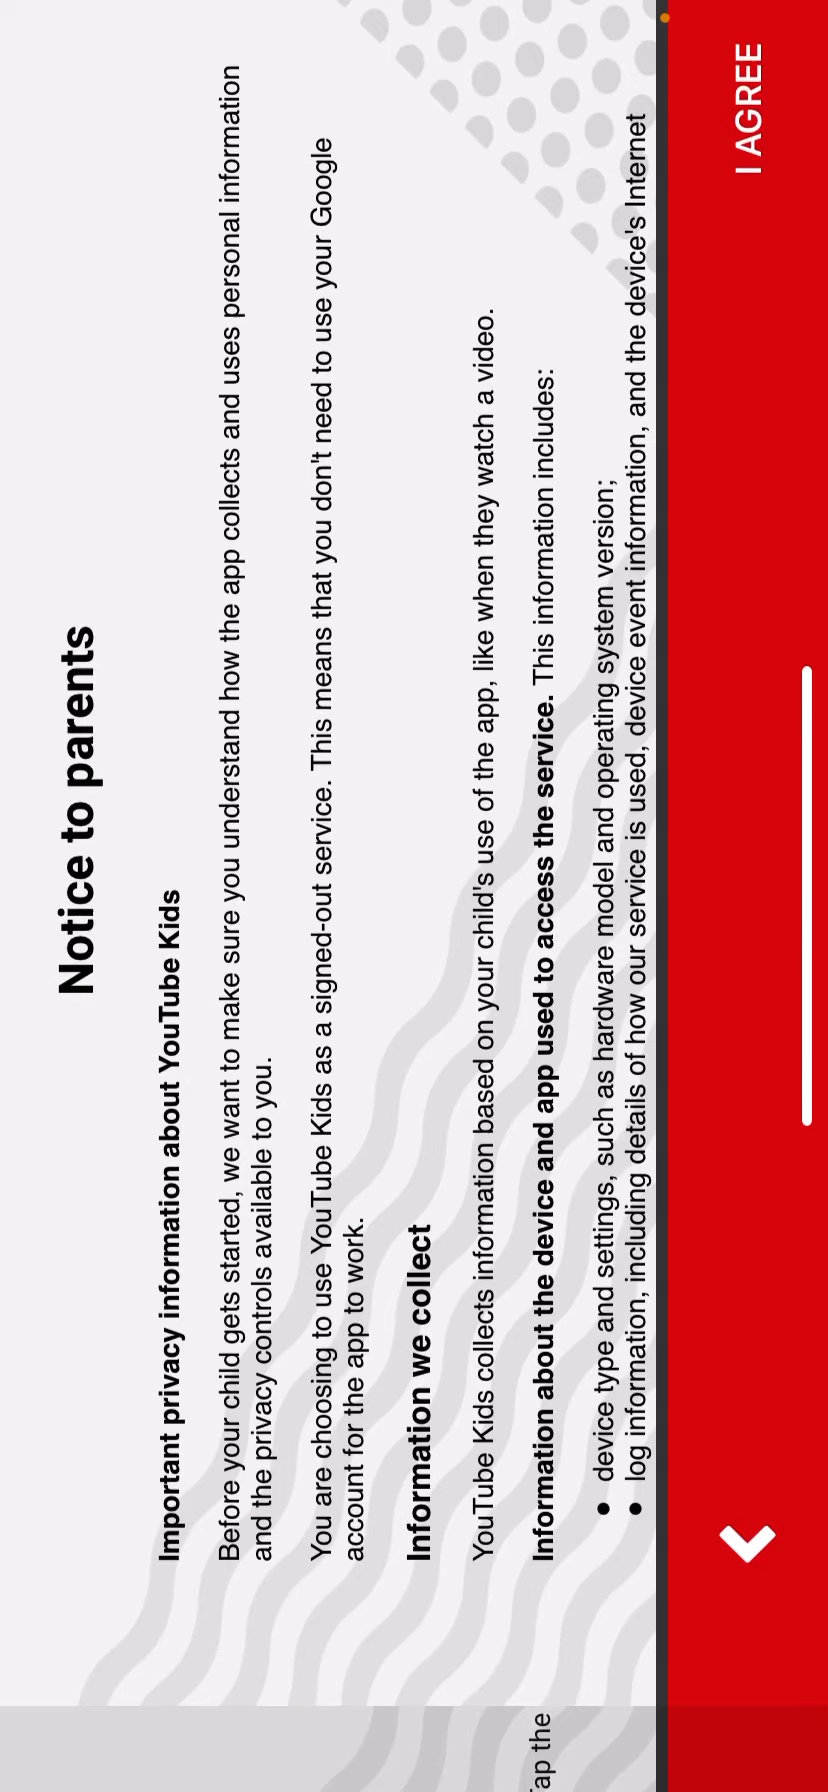 Notice to parents
Important privacy information about YouTube Kids
Before your child gets started, we want to make sure you understand how the app collects and uses personal information
and the privacy controls available to you.
You are choosing to use YouTube Kids as a signed-out service. This means that you don't need to use your Google
account for the app to work.
Information we collect
YouTube Kids collects information based on your child's use of the app, like when they watch a video.
Information about the device and app used to access the service. This information includes:
● device type and settings, such as hardware model and operating system version;
● log information, including details of how our service is used, device event information, and the device's Internet
I AGREE
Tap the